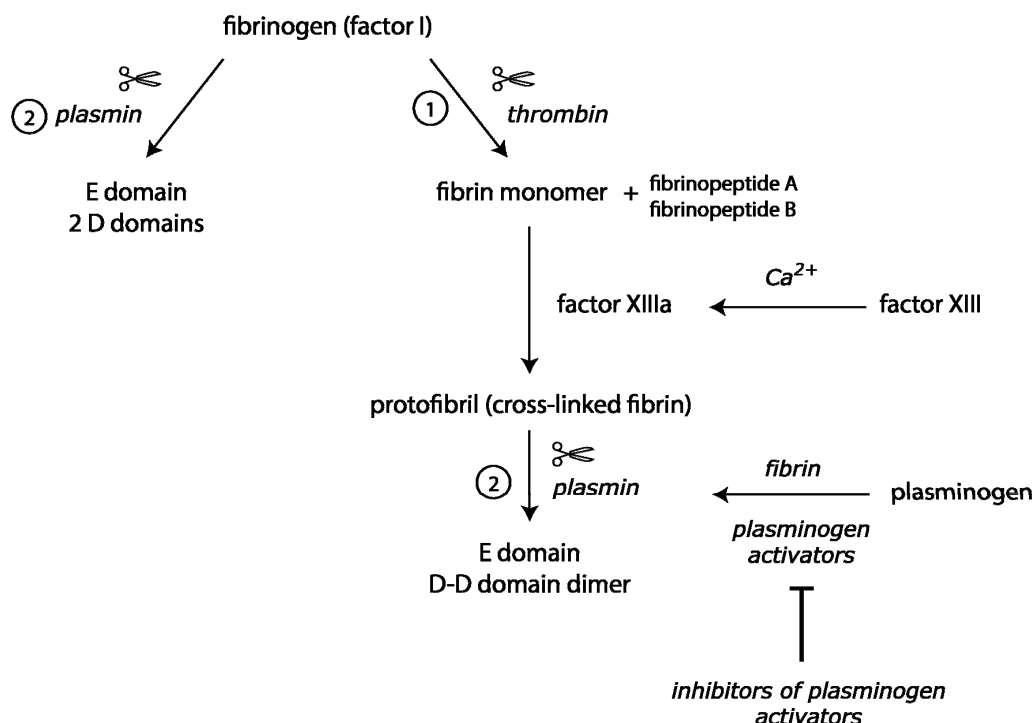 fibrinogen (factor I)
2 plasmin
1 thrombin
E domain
2 D domains
fibrin monomer + fibrinopeptide A
fibrinopeptide B
Ca2+
factor XIIIa
factor XIII
protofibril (cross-linked fibrin)
2 plasmin
fibrin
plasminogen
plasminogen
activators
E domain
D-D domain dimer
inhibitors of plasminogen
activators